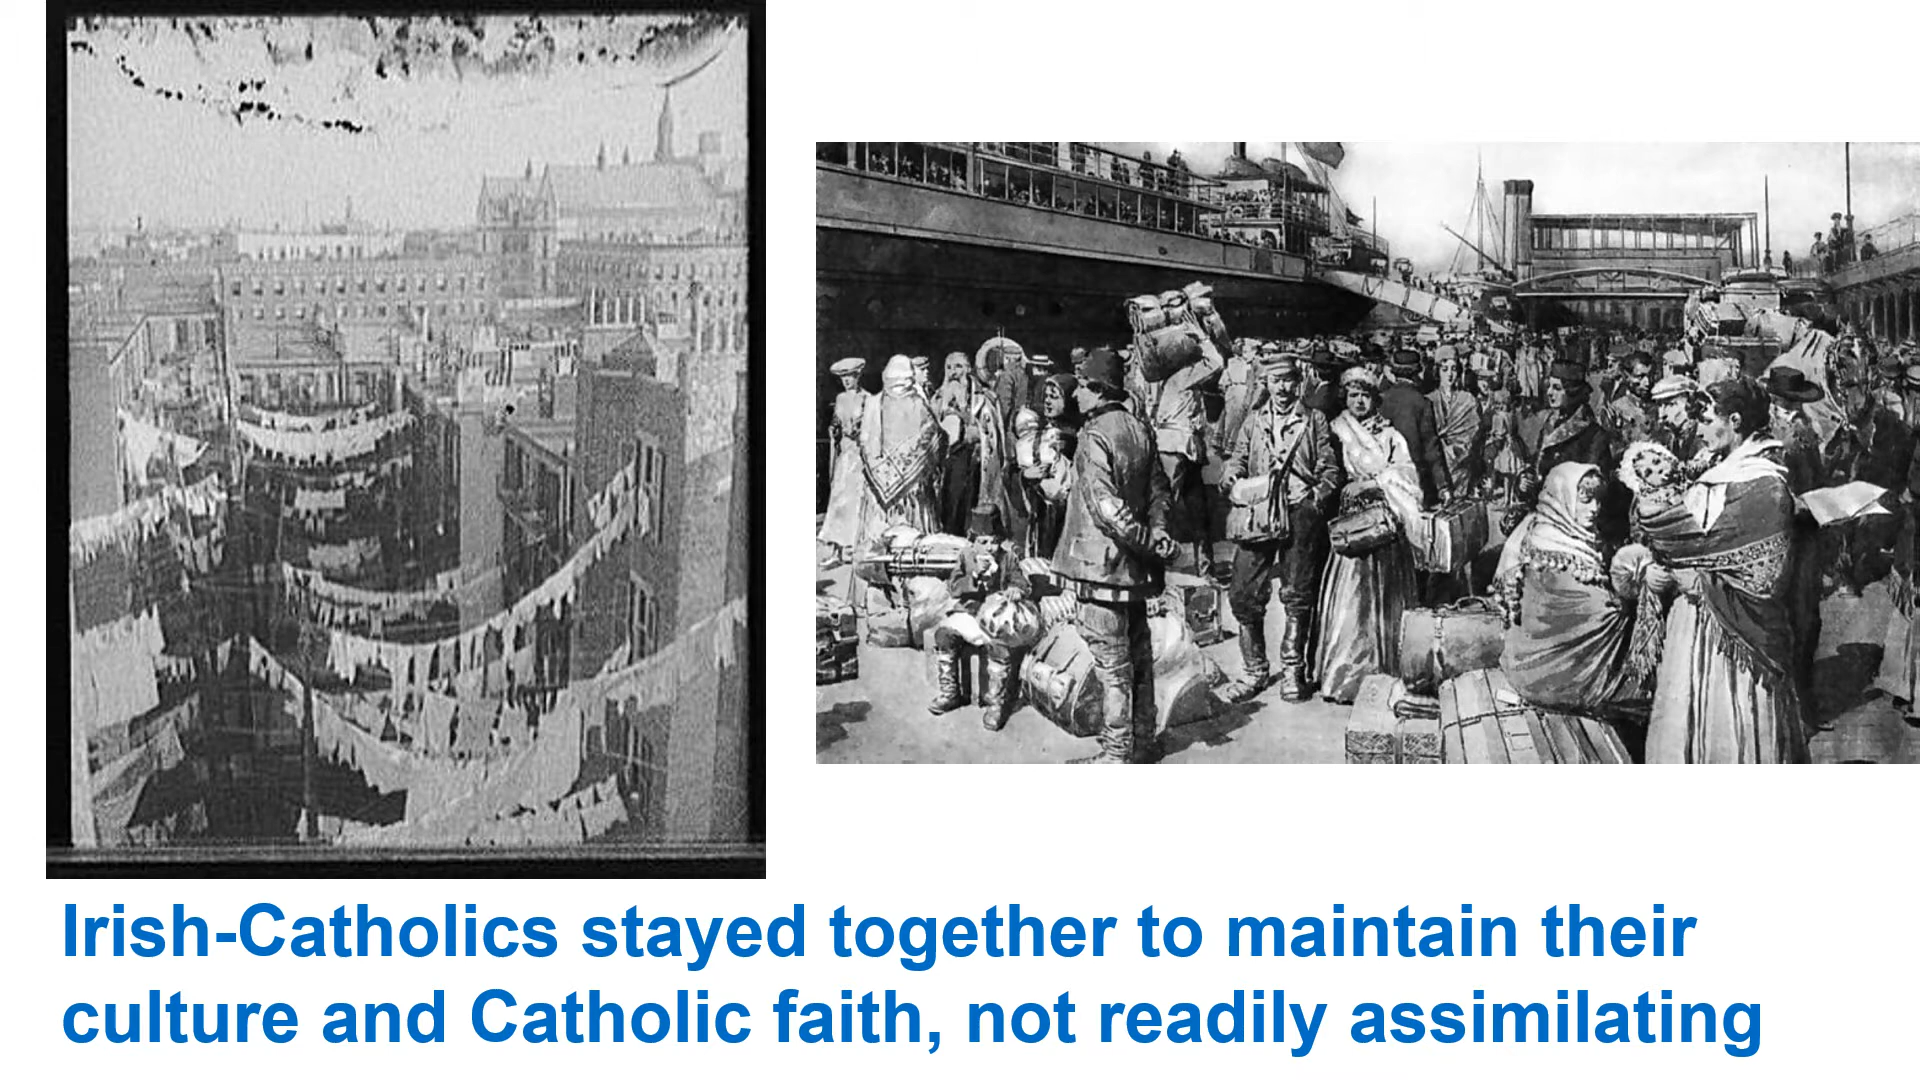 Irish-Catholics stayed together to maintain their
culture and Catholic faith, not readily assimilating